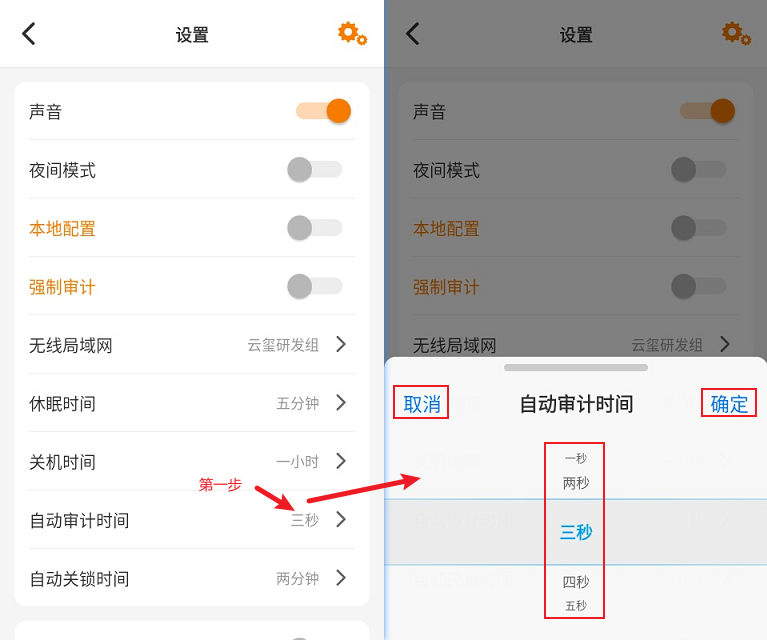 设置
声音
夜间模式
本地配置
强制审计
无线局域网 云玺研发组
休眠时间 五分钟
关机时间 一小时
第一步
自动审计时间 三秒
自动关锁时间 两分钟
设置
声音
夜间模式
本地配置
强制审计
无线局域网 云玺研发组
取消 自动审计时间 确定
一秒
两秒
三秒
四秒
五秒